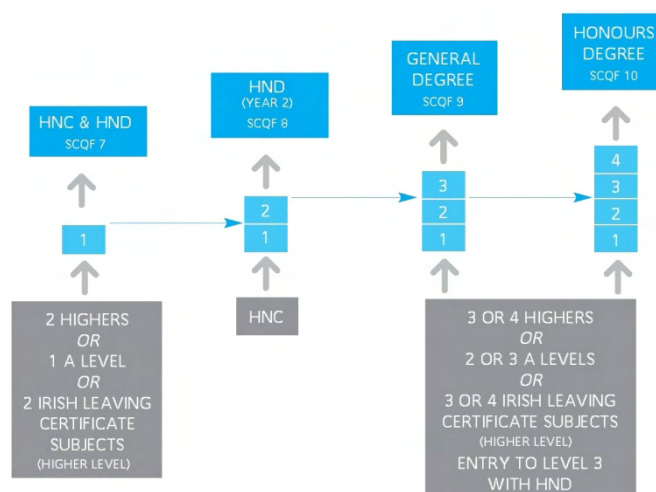 HNC & HND
SCQF 7
1
2 HIGHERS
OR
1 A LEVEL
OR
2 IRISH LEAVING
CERTIFICATE
SUBJECTS
(HIGHER LEVEL)
HND
(YEAR 2)
SCQF 8
2
1
HNC
GENERAL
DEGREE
SCQF 9
3
2
1
HONOURS
DEGREE
SCQF 10
4
3
2
1
3 OR 4 HIGHERS
OR
2 OR 3 A LEVELS
OR
3 OR 4 IRISH LEAVING
CERTIFICATE SUBJECTS
(HIGHER LEVEL)
ENTRY TO LEVEL 3
WITH HND